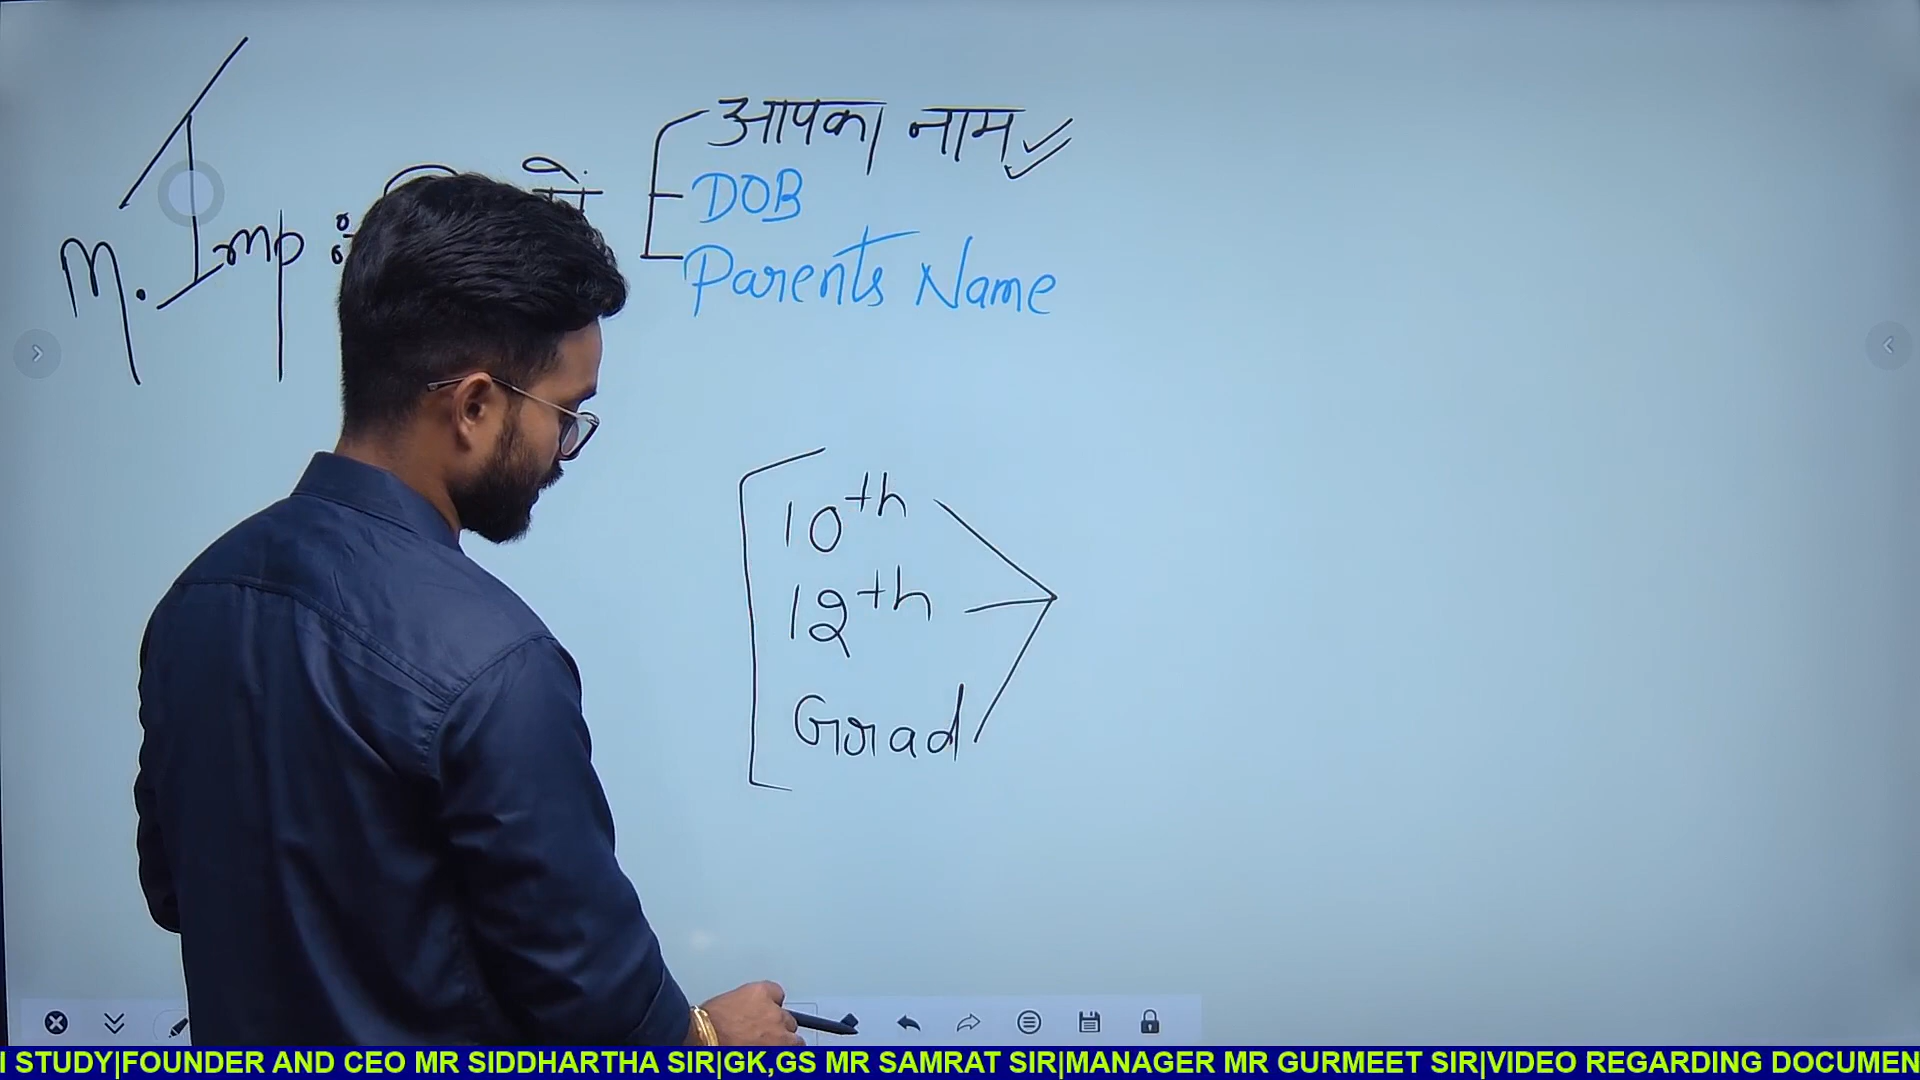 M. Imp
आपका नाम
DOB
Parents Name
10th
12th
Grad
I STUDY|FOUNDER AND CEO MR SIDDHARTHA SIR|GK,GS MR SAMRAT SIR|MANAGER MR GURMEET SIR|VIDEO REGARDING DOCUMEN